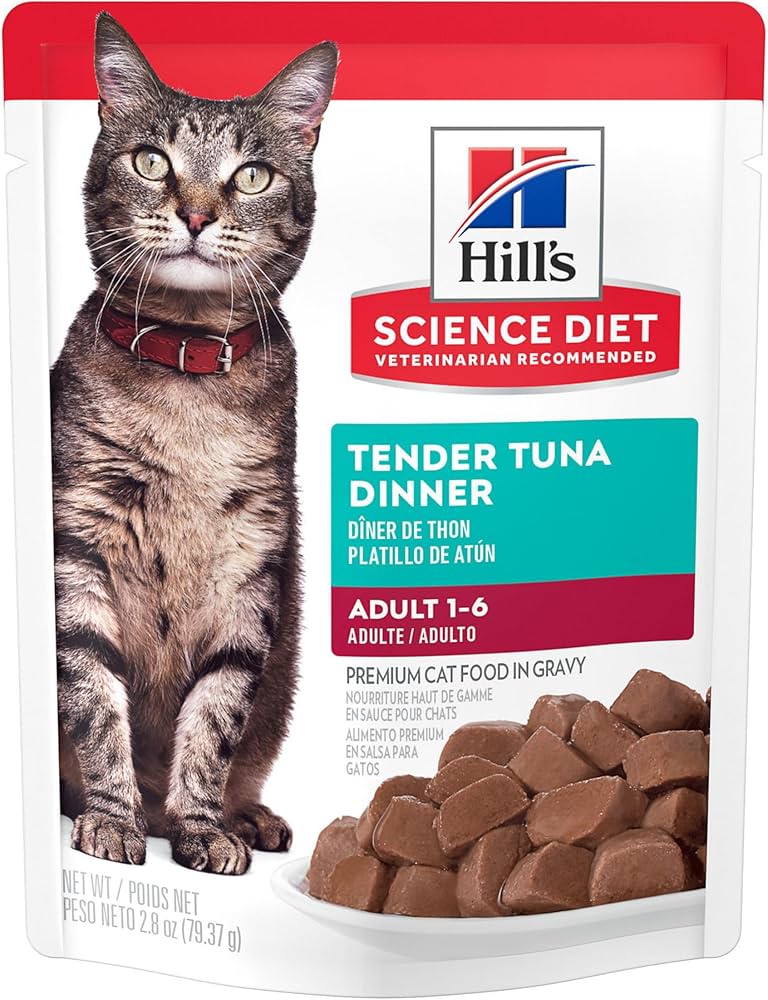 Hill's
SCIENCE DIET
VETERINARIAN RECOMMENDED
TENDER TUNA
DINNER
DÎNER DE THON
PLATILLO DE ATÚN
ADULT 1-6
ADULTE / ADULTO
PREMIUM CAT FOOD IN GRAVY
NOURRITURE HAUT DE GAMME
EN SAUCE POUR CHATS
ALIMENTO PREMIUM
EN SALSA PARA
GATOS
NET WT / POIDS NET
PESO NETO 2.8 oz (79.37 g)